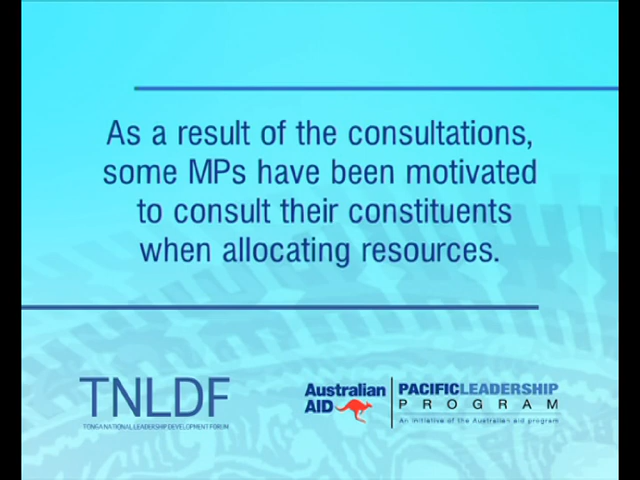 As a result of the consultations,
some MPs have been motivated
to consult their constituents
when allocating resources.
TNLDF
TONGA NATIONAL LEADERSHIP DEVELOPMENT FORUM
Australian
AID
PACIFICLEADERSHIP
PROGRAM
An initiative of the Australian aid program